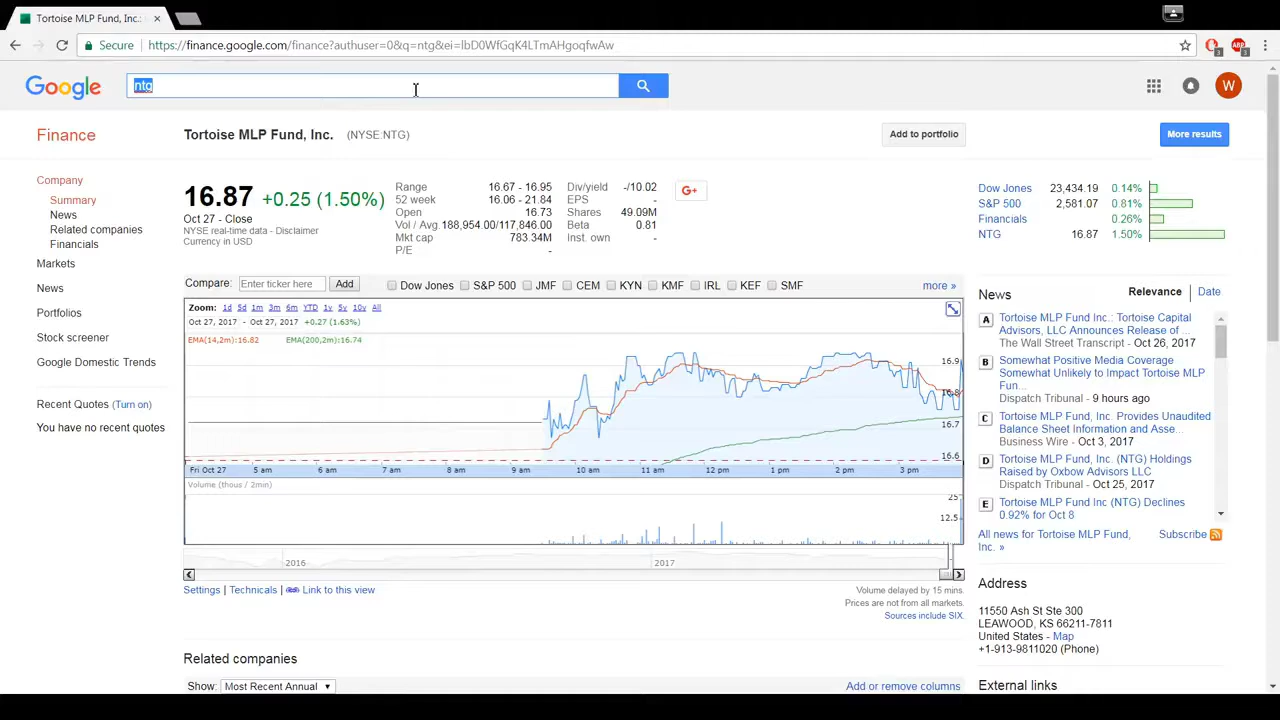 Tortoise MLP Fund, Inc.:
Secure
https://finance.google.com/finance?authuser=0&q=ntg&ei=lbD0WfGqK4LTmAHgoqfwAw
Google
ntg
W
Finance
Tortoise MLP Fund, Inc. (NYSE:NTG)
Add to portfolio
More results
Company
Summary
News
Related companies
Financials
Markets
News
Portfolios
Stock screener
Google Domestic Trends
Recent Quotes (Turn on)
You have no recent quotes
16.87 +0.25 (1.50%)
Oct 27 - Close
NYSE real-time data - Disclaimer
Currency in USD
Range 16.67 - 16.95
52 week 16.06 - 21.84
Open 16.73
Vol / Avg. 188,954.00/117,846.00
Mkt cap 783.34M
P/E -
Div/yield -/10.02
EPS -
Shares 49.09M
Beta 0.81
Inst. own -
G+
Dow Jones 23,434.19 0.14%
S&P 500 2,581.07 0.81%
Financials 0.26%
NTG 16.87 1.50%
Compare: Enter ticker here Add Dow Jones S&P 500 JMF CEM KYN KMF IRL KEF SMF more »
Zoom: 1d 5d 1m 3m 6m YTD 1y 5y 10y All
Oct 27, 2017 - Oct 27, 2017 +0.27 (1.63%)
EMA(14,2m):16.82 EMA(200,2m):16.74
16.9
16.8
16.7
16.6
Fri Oct 27 5 am 6 am 7 am 8 am 9 am 10 am 11 am 12 pm 1 pm 2 pm 3 pm
Volume (thous / 2min)
25
12.5
2016 2017
Settings | Technicals | Link to this view
Volume delayed by 15 mins.
Prices are not from all markets.
Sources include SIX.
Related companies
Show: Most Recent Annual
Add or remove columns
News Relevance | Date
A Tortoise MLP Fund Inc.: Tortoise Capital
Advisors, LLC Announces Release of ...
The Wall Street Transcript - Oct 26, 2017
B Somewhat Positive Media Coverage
Somewhat Unlikely to Impact Tortoise MLP
Fun...
Dispatch Tribunal - 9 hours ago
C Tortoise MLP Fund, Inc. Provides Unaudited
Balance Sheet Information and Asse...
Business Wire - Oct 3, 2017
D Tortoise MLP Fund, Inc. (NTG) Holdings
Raised by Oxbow Advisors LLC
Dispatch Tribunal - Oct 25, 2017
E Tortoise MLP Fund Inc (NTG) Declines
0.92% for Oct 8
All news for Tortoise MLP Fund,
Inc. »
Subscribe
Address
11550 Ash St Ste 300
LEAWOOD, KS 66211-7811
United States - Map
+1-913-9811020 (Phone)
External links